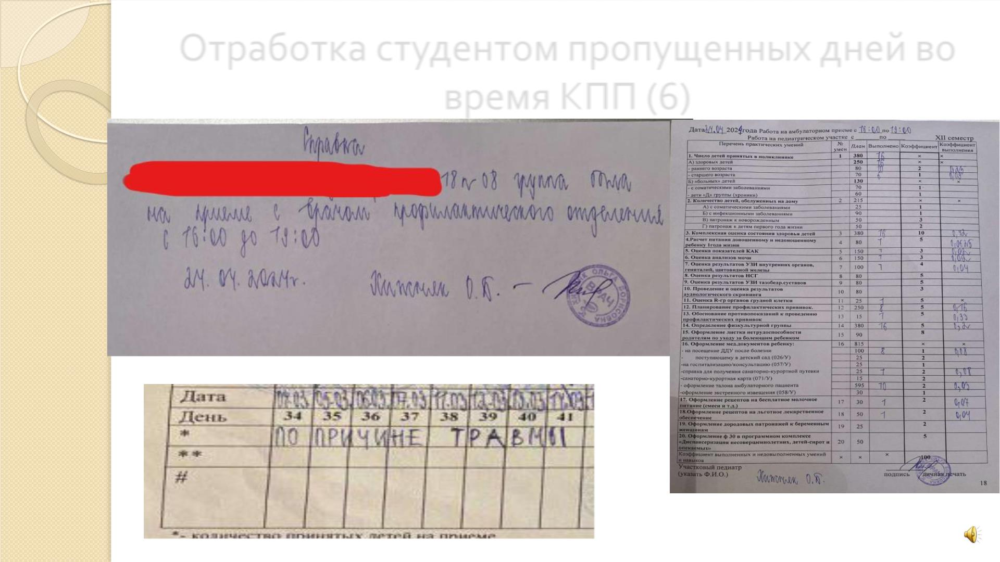 Отработка студентом пропущенных дней во
время КПП (6)
Справка
18п08 группа была
на приеме с врачом профилактического отделения
с 16:00 до 19:00
24.04.2024г.
Кижняк О.Б.
ВРАЧ
ОЛЬГА БОРИСОВНА
Дата 04.03 05.03 06.03 07.03 11.03 12.03 13.03 14.03
День 34 35 36 37 38 39 40 41
* ПО ПРИЧИНЕ ТРАВМЫ
**
#
*- количество принятых детей на приеме
Дата 24.04 2024 года Работа на амбулаторном приеме с 16:00 по 19:00
Работа на педиатрическом участке с по XII семестр
Перечень практических умений № умен План Выполнено Коэффициент Коэффициент выполнения
1. Число детей принятых в поликлинике 1 380 16 × ×
А) здоровых детей 250 16 × ×
- раннего возраста 80 10 2
- старшего возраста 70 6 1
Б) «больных» детей 130 × ×
- с соматическими заболеваниями 70 1
- дети «Д» группы (хроники) 60 1
2. Количество детей, обслуженных на дому 2 215 × ×
А) с соматическими заболеваниями 25 1
Б) с инфекционными заболеваниями 90 1
В) патронаж к новорожденным 50 3
Г) патронаж к детям первого года жизни 50 2
3. Комплексная оценка состояния здоровья детей 3 380 16 10 0,42
4.Расчет питания доношенному и недоношенному
ребенку 1года жизни 4 80 1 5 0,0625
5. Оценка показателей КАК 5 150 1 3 0,02
6. Оценка анализов мочи 6 150 1 3 0,02
7. Оценка результатов УЗИ внутренних органов,
гениталий, щитовидной железы 7 100 1 4 0,04
8. Оценка результатов НСГ 8 80 5
9. Оценка результатов УЗИ тазобедр.суставов 9 80 5
10. Проведение и оценка результатов
аудиологического скрининга 10 80 3
11. Оценка R-гр органов грудной клетки 11 25 1 5 ×
12. Планирование профилактических прививок. 12 250 8 5 0,16
13. Обоснование противопоказаний к проведению
профилактических прививок 13 15 1 5 0,33
14. Определение физкультурной группы 14 380 16 5 0,2
15. Оформление листка нетрудоспособности
родителям по уходу за болеющим ребенком 15 90 8
16. Оформление мед.документов ребенку: 16 815 × ×
- на посещение ДДУ после болезни 100 8 1 0,08
- поступающему в детский сад (026/У) 25 2
-на госпитализацию/консультацию (057/У) 25 1
-справка для получения санаторно-курортной путевки 25 1 2 0,08
-санаторно-курортная карта (071/У) 15 2
- оформление талона амбулаторного пациента 595 10 2 0,03
-оформление экстренного извещения (058/У) 30 1
17. Оформление рецептов на бесплатное молочное
питание (смеси и т.д.) 17 30 1 2 0,07
18.Оформление рецептов на льготное лекарственное
обеспечение 18 50 1 2 0,04
19. Оформление дородовых патронажей к беременным
женщинам 19 25 2
20. Оформление ф 30 в программном комплексе
«Диспансеризация несовершеннолетних, детей-сирот и
опекаемых» 20 50 5
Коэффициент выполненных и недовыполненных умений
и навыков × × × 100
Участковый педиатр
(указать Ф.И.О.) Кижняк О.Б. подпись личная печать
18